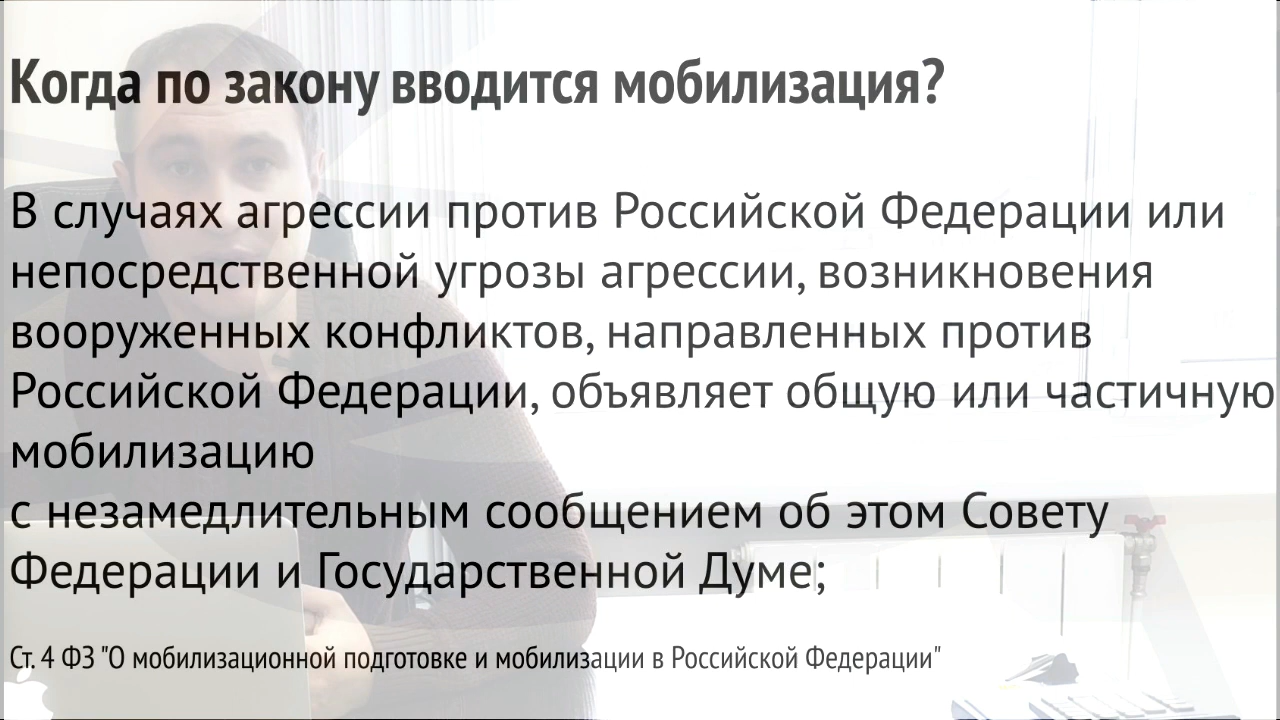 Когда по закону вводится мобилизация?
В случаях агрессии против Российской Федерации или
непосредственной угрозы агрессии, возникновения
вооруженных конфликтов, направленных против
Российской Федерации, объявляет общую или частичную
мобилизацию
с незамедлительным сообщением об этом Совету
Федерации и Государственной Думе;
Ст. 4 ФЗ "О мобилизационной подготовке и мобилизации в Российской Федерации"